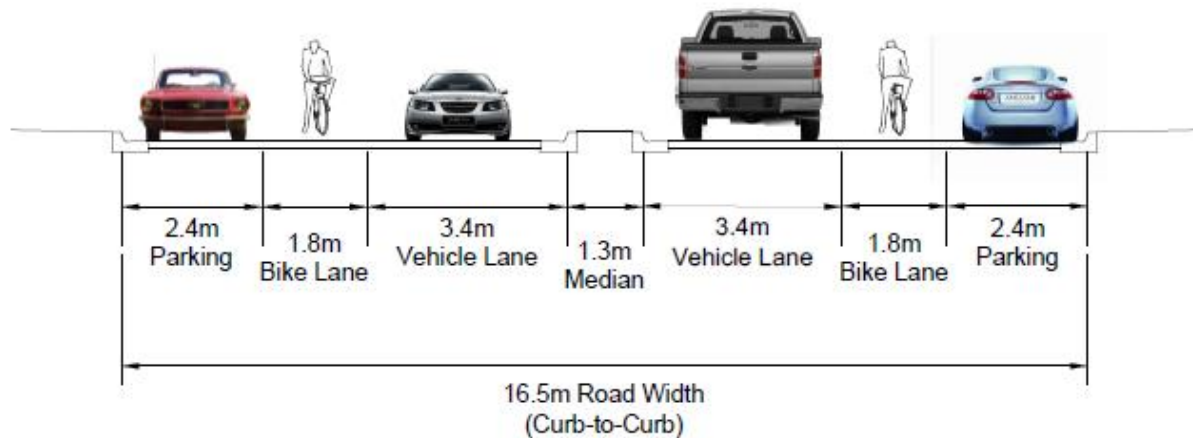 2.4m
Parking
1.8m
Bike Lane
3.4m
Vehicle Lane
1.3m
Median
3.4m
Vehicle Lane
1.8m
Bike Lane
2.4m
Parking
16.5m Road Width
(Curb-to-Curb)